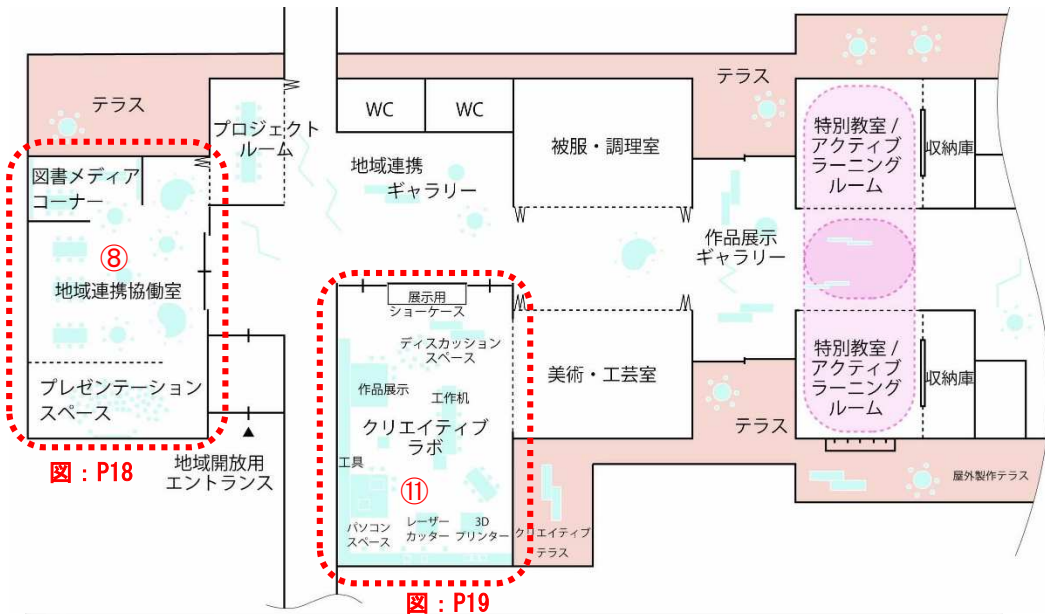 テラス
プロジェクト
ルーム
WC
WC
地域連携
ギャラリー
被服・調理室
テラス
特別教室/
アクティブ
ラーニング
ルーム
収納庫
図書メディア
コーナー
⑧
地域連携協働室
プレゼンテーション
スペース
図：P18
地域開放用
エントランス
展示用
ショーケース
ディスカッション
スペース
作品展示
工作机
クリエイティブ
ラボ
工具
⑪
パソコン
スペース
レーザー
カッター
3D
プリンター
図：P19
美術・工芸室
クリエイティブ
テラス
作品展示
ギャラリー
テラス
特別教室/
アクティブ
ラーニング
ルーム
収納庫
屋外製作テラス